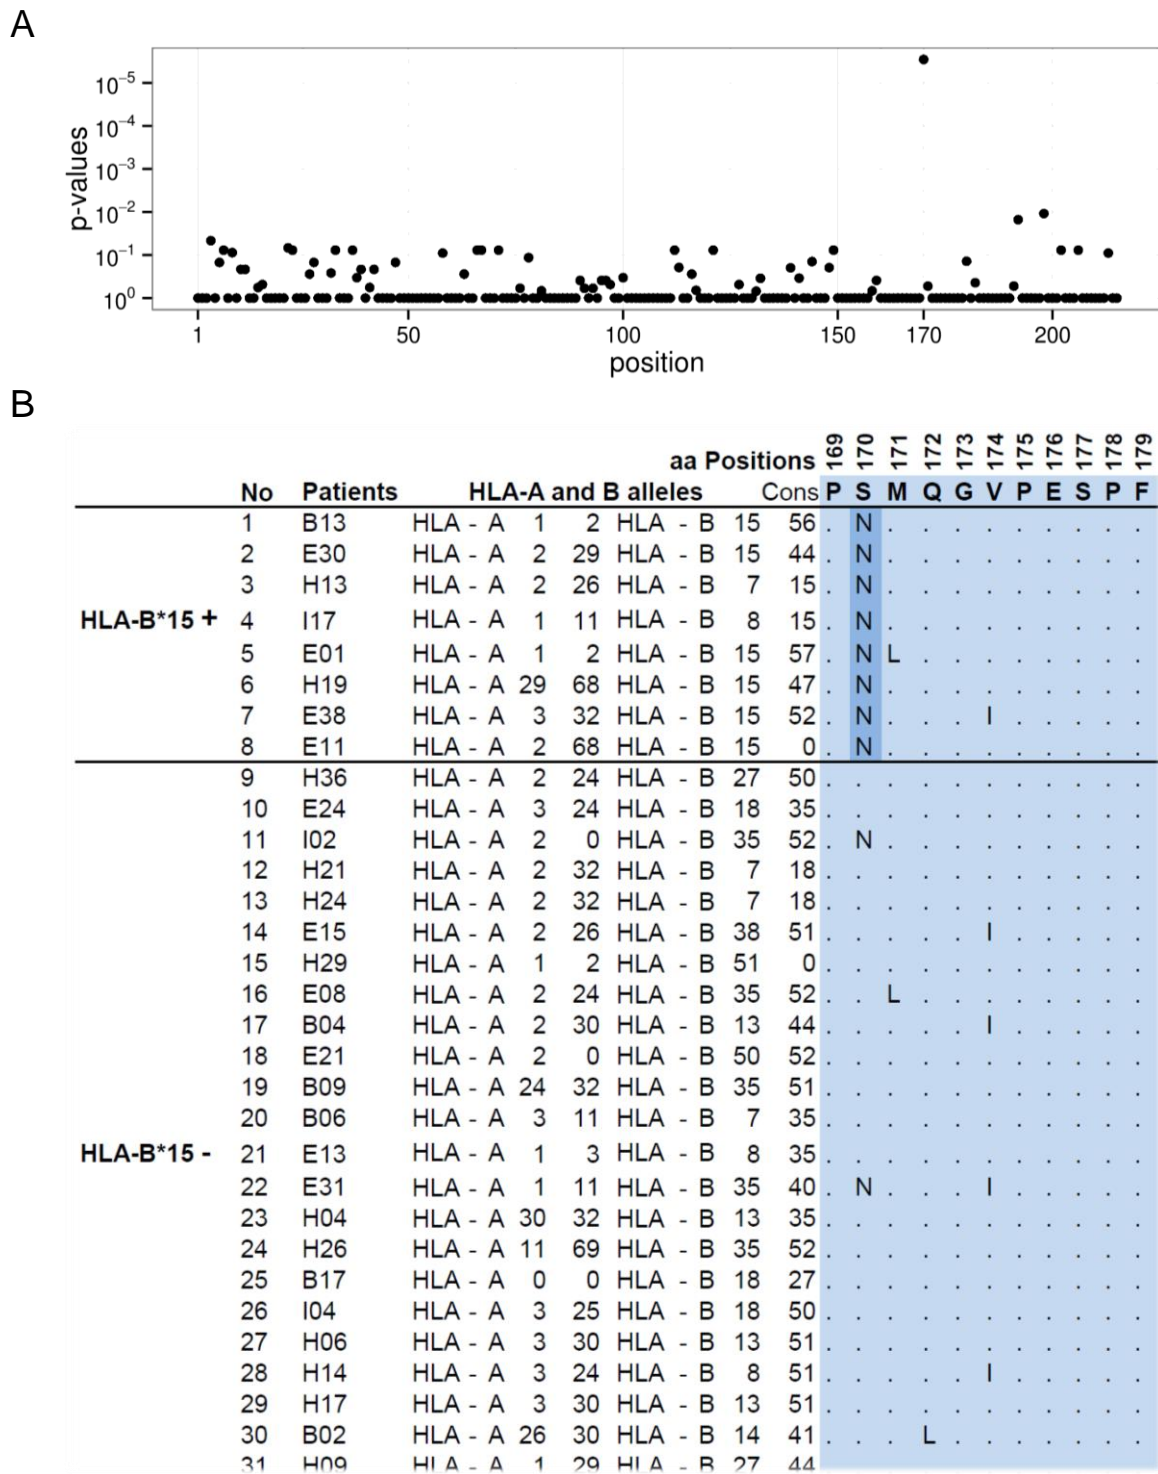 A
p-values
10⁻⁵
10⁻⁴
10⁻³
10⁻²
10⁻¹
10⁰
1 50 100 150 170 200
position
B
aa Positions 169 170 171 172 173 174 175 176 177 178 179
No Patients HLA-A and B alleles Cons P S M Q G V P E S P F
1 B13 HLA - A 1 2 HLA - B 15 56 . N . . . . . . . . .
2 E30 HLA - A 2 29 HLA - B 15 44 . N . . . . . . . . .
3 H13 HLA - A 2 26 HLA - B 7 15 . N . . . . . . . . .
HLA-B*15 + 4 I17 HLA - A 1 11 HLA - B 8 15 . N . . . . . . . . .
5 E01 HLA - A 1 2 HLA - B 15 57 . N L . . . . . . . .
6 H19 HLA - A 29 68 HLA - B 15 47 . N . . . . . . . . .
7 E38 HLA - A 3 32 HLA - B 15 52 . N . . . I . . . . .
8 E11 HLA - A 2 68 HLA - B 15 0 . N . . . . . . . . .
9 H36 HLA - A 2 24 HLA - B 27 50 . . . . . . . . . . .
10 E24 HLA - A 3 24 HLA - B 18 35 . . . . . . . . . . .
11 I02 HLA - A 2 0 HLA - B 35 52 . N . . . . . . . . .
12 H21 HLA - A 2 32 HLA - B 7 18 . . . . . . . . . . .
13 H24 HLA - A 2 32 HLA - B 7 18 . . . . . . . . . . .
14 E15 HLA - A 2 26 HLA - B 38 51 . . . . . I . . . . .
15 H29 HLA - A 1 2 HLA - B 51 0 . . . . . . . . . . .
16 E08 HLA - A 2 24 HLA - B 35 52 . . L . . . . . . . .
17 B04 HLA - A 2 30 HLA - B 13 44 . . . . . I . . . . .
18 E21 HLA - A 2 0 HLA - B 50 52 . . . . . . . . . . .
19 B09 HLA - A 24 32 HLA - B 35 51 . . . . . . . . . . .
20 B06 HLA - A 3 11 HLA - B 7 35 . . . . . . . . . . .
HLA-B*15 - 21 E13 HLA - A 1 3 HLA - B 8 35 . . . . . . . . . . .
22 E31 HLA - A 1 11 HLA - B 35 40 . N . . . I . . . . .
23 H04 HLA - A 30 32 HLA - B 13 35 . . . . . . . . . . .
24 H26 HLA - A 11 69 HLA - B 35 52 . . . . . . . . . . .
25 B17 HLA - A 0 0 HLA - B 18 27 . . . . . . . . . . .
26 I04 HLA - A 3 25 HLA - B 18 50 . . . . . . . . . . .
27 H06 HLA - A 3 30 HLA - B 13 51 . . . . . . . . . . .
28 H14 HLA - A 3 24 HLA - B 8 51 . . . . . I . . . . .
29 H17 HLA - A 3 30 HLA - B 13 51 . . . . . . . . . . .
30 B02 HLA - A 26 30 HLA - B 14 41 . . . L . . . . . . .
31 H09 HLA - A 1 29 HLA - B 27 44